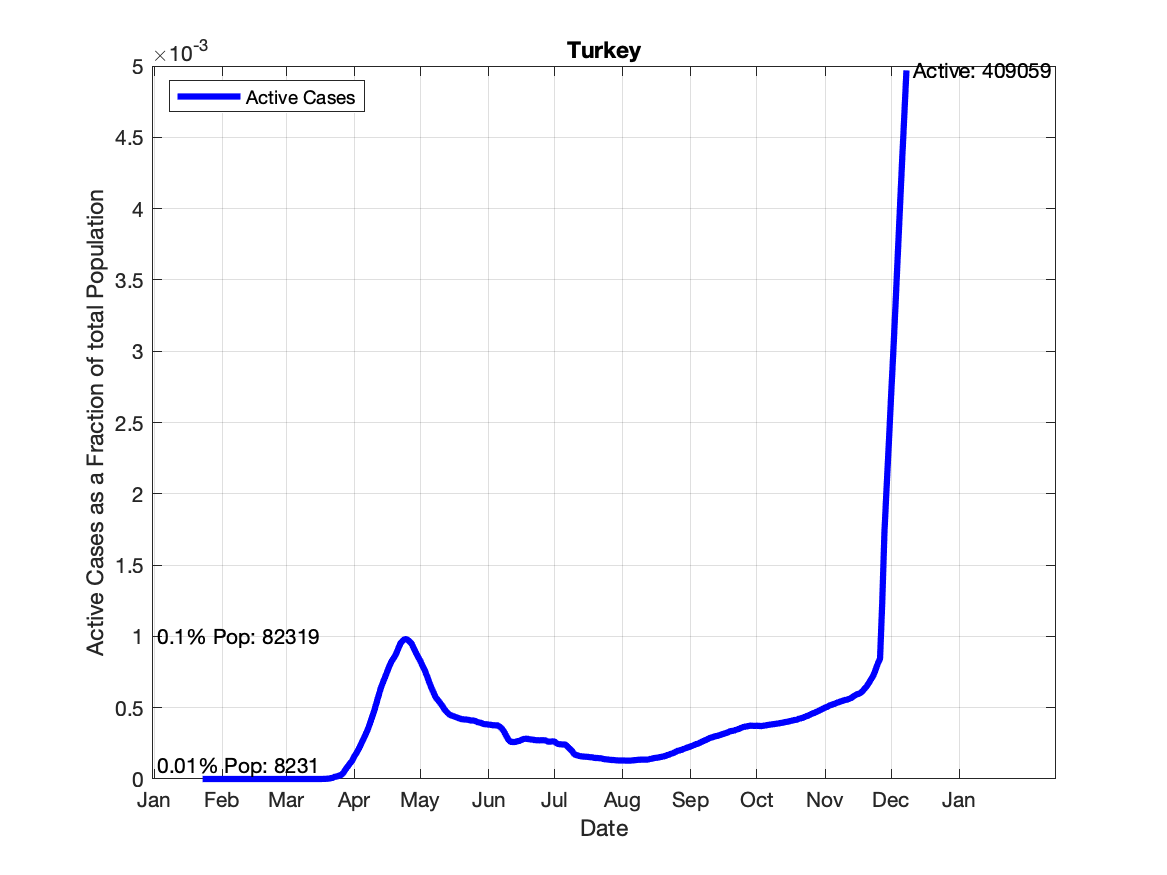 Turkey
×10-3
5
4.5
4
3.5
3
2.5
2
1.5
1
0.5
0
Active Cases as a Fraction of total Population
Active Cases
Active: 409059
0.1% Pop: 82319
0.01% Pop: 8231
Jan Feb Mar Apr May Jun Jul Aug Sep Oct Nov Dec Jan
Date